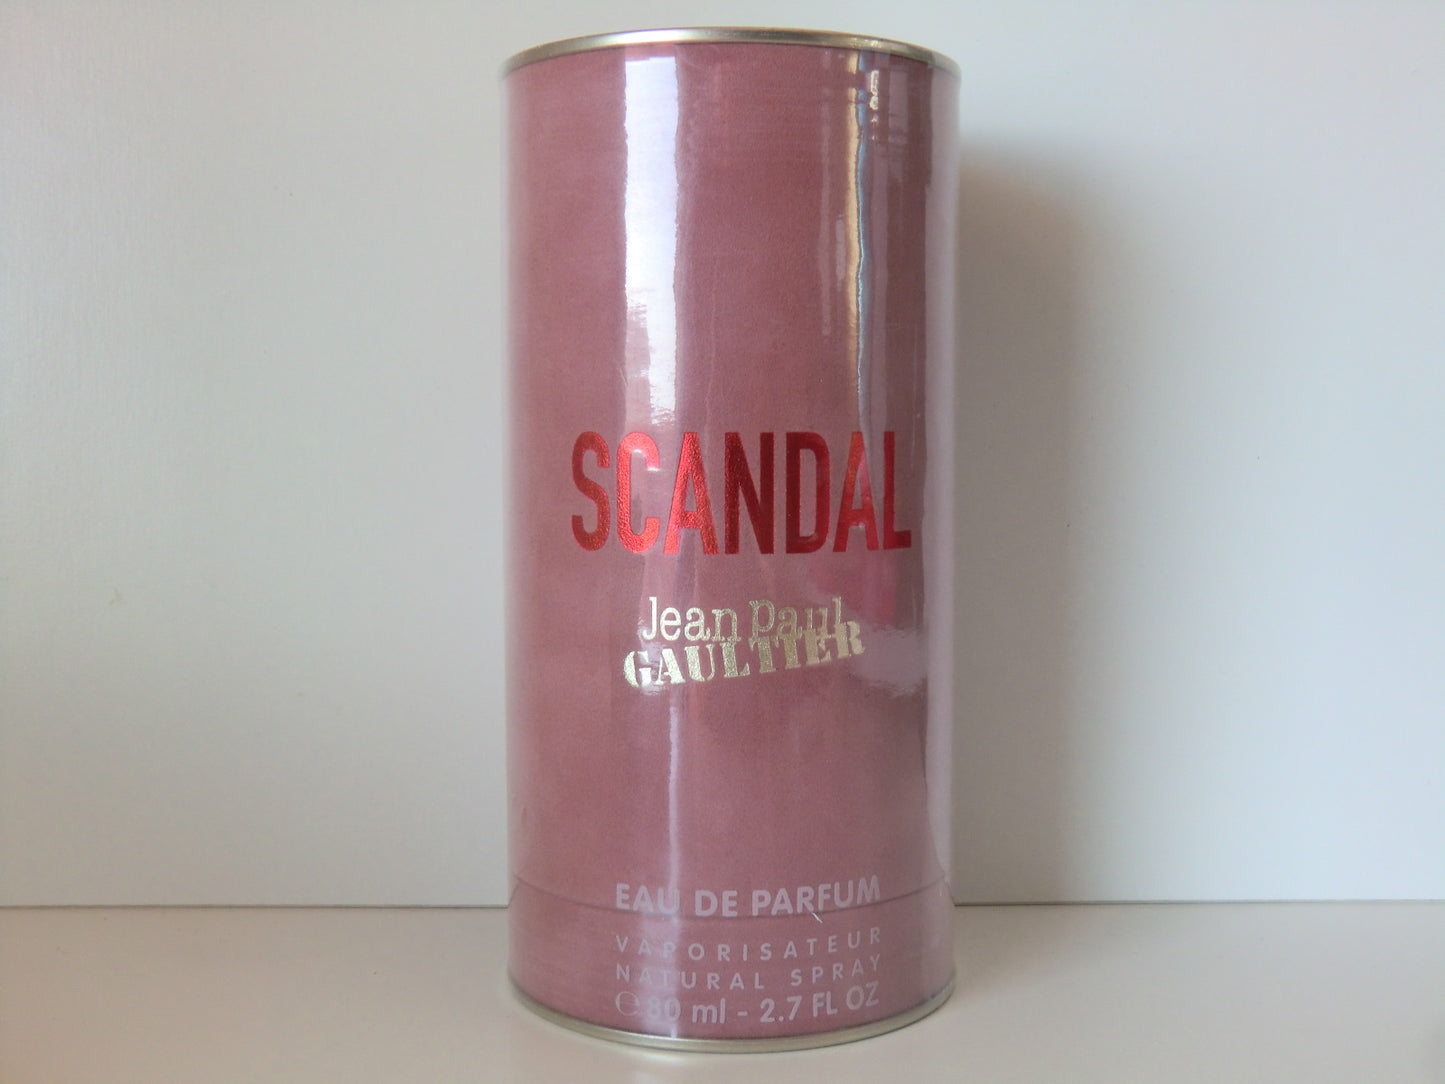 SCANDAL
Jean Paul
GAULTIER
EAU DE PARFUM
VAPORISATEUR
NATURAL SPRAY
℮80 ml - 2.7 FL OZ